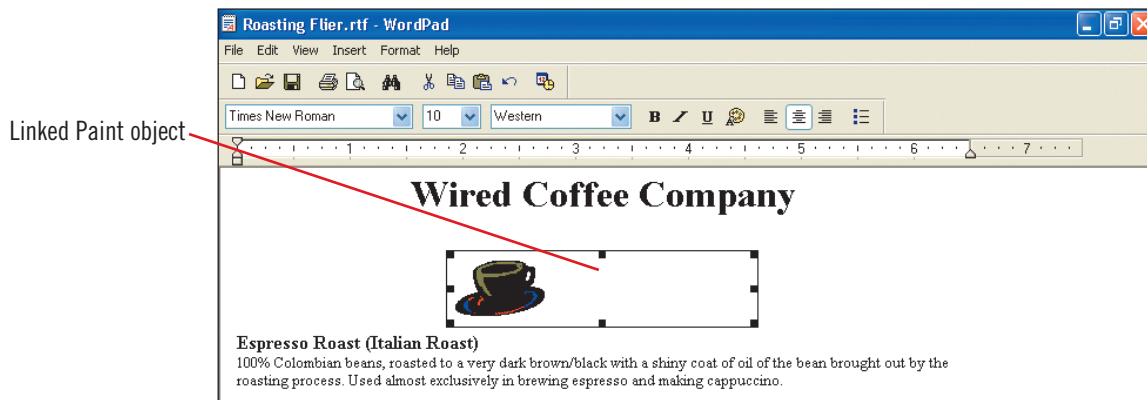 Roasting Flier.rtf - WordPad
File Edit View Insert Format Help
Times New Roman 10 Western B / U
Linked Paint object
1 2 3 4 5 6 7
Wired Coffee Company
Espresso Roast (Italian Roast)
100% Colombian beans, roasted to a very dark brown/black with a shiny coat of oil of the bean brought out by the
roasting process. Used almost exclusively in brewing espresso and making cappuccino.